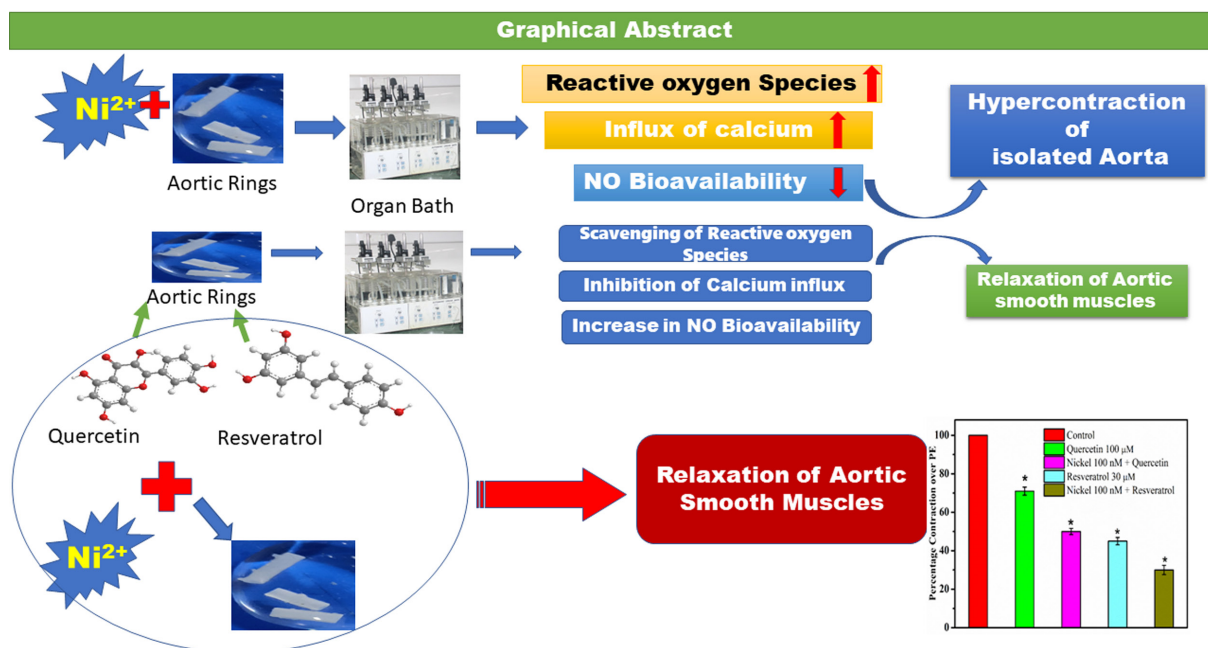 Graphical Abstract
Ni²⁺
Aortic Rings
Organ Bath
Reactive oxygen Species
Influx of calcium
NO Bioavailability
Hypercontraction
of
isolated Aorta
Aortic Rings
Scavenging of Reactive oxygen
Species
Inhibition of Calcium influx
Increase in NO Bioavailability
Relaxation of Aortic
smooth muscles
Quercetin
Resveratrol
Ni²⁺
Relaxation of Aortic
Smooth Muscles
Percentage Contraction over PE
100
80
60
40
20
0
Control
Quercetin 100 µM
Nickel 100 nM + Quercetin
Resveratrol 30 µM
Nickel 100 nM + Resveratrol
*
*
*
*